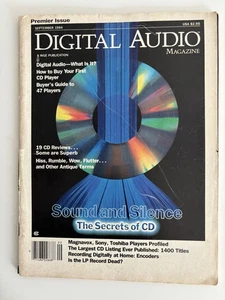 Premier Issue
SEPTEMBER 1984
USA $2.95
DIGITAL AUDIO
MAGAZINE
Digital Audio—What Is It?
How to Buy Your First
CD Player
Buyer's Guide to
47 Players
19 CD Reviews...
Some are Superb
Hiss, Rumble, Wow, Flutter...
and Other Antique Terms
Sound and Silence
The Secrets of CD
Magnavox, Sony, Toshiba Players Profiled
The Largest CD Listing Ever Published: 1400 Titles
Recording Digitally at Home: Encoders
Is the LP Record Dead?